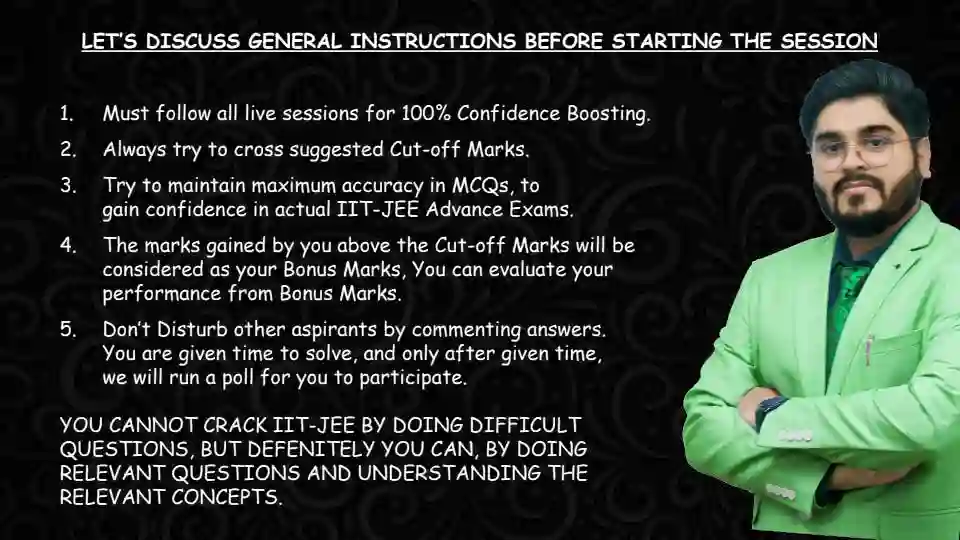 LET'S DISCUSS GENERAL INSTRUCTIONS BEFORE STARTING THE SESSION
1. Must follow all live sessions for 100% Confidence Boosting.
2. Always try to cross suggested Cut-off Marks.
3. Try to maintain maximum accuracy in MCQs, to
gain confidence in actual IIT-JEE Advance Exams.
4. The marks gained by you above the Cut-off Marks will be
considered as your Bonus Marks, You can evaluate your
performance from Bonus Marks.
5. Don't Disturb other aspirants by commenting answers.
You are given time to solve, and only after given time,
we will run a poll for you to participate.
YOU CANNOT CRACK IIT-JEE BY DOING DIFFICULT
QUESTIONS, BUT DEFENITELY YOU CAN, BY DOING
RELEVANT QUESTIONS AND UNDERSTANDING THE
RELEVANT CONCEPTS.